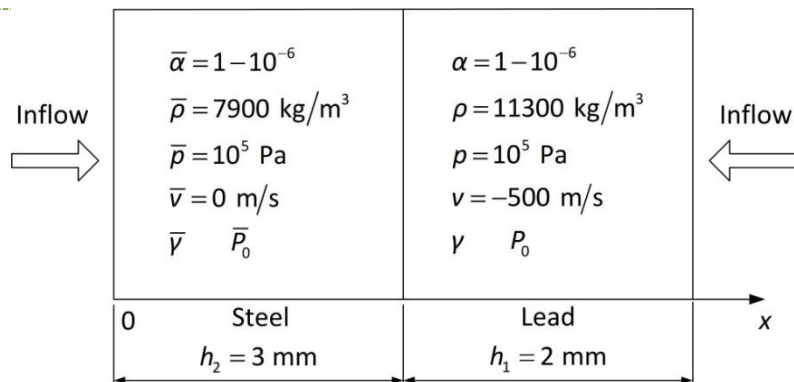 ᾱ = 1−10⁻⁶
α = 1−10⁻⁶
Inflow
ρ̄ = 7900 kg/m³
ρ = 11300 kg/m³
Inflow
p̄ = 10⁵ Pa
p = 10⁵ Pa
v̄ = 0 m/s
v = −500 m/s
γ̄ P̄₀
γ P₀
0 Steel
Lead x
h₂ = 3 mm
h₁ = 2 mm